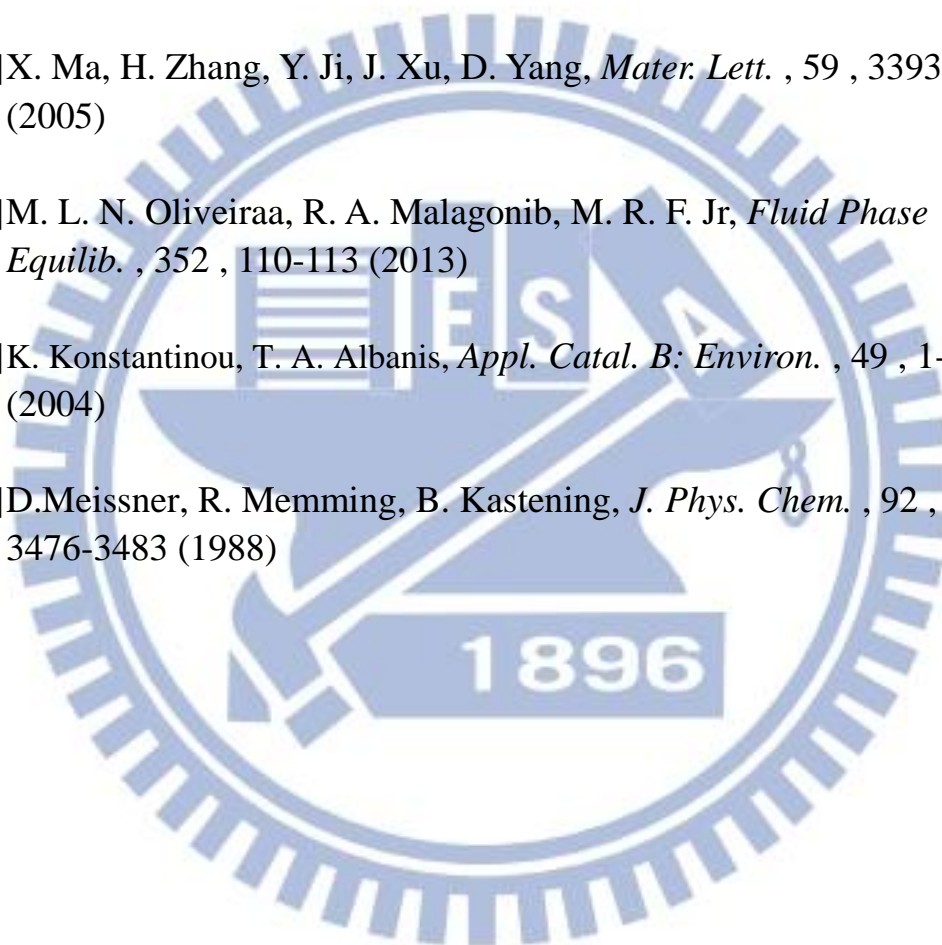 ]X. Ma, H. Zhang, Y. Ji, J. Xu, D. Yang, Mater. Lett. , 59 , 3393
(2005)
]M. L. N. Oliveiraa, R. A. Malagonib, M. R. F. Jr, Fluid Phase
Equilib. , 352 , 110-113 (2013)
]K. Konstantinou, T. A. Albanis, Appl. Catal. B: Environ. , 49 , 1-
(2004)
]D.Meissner, R. Memming, B. Kastening, J. Phys. Chem. , 92 ,
3476-3483 (1988)
E S A
1896